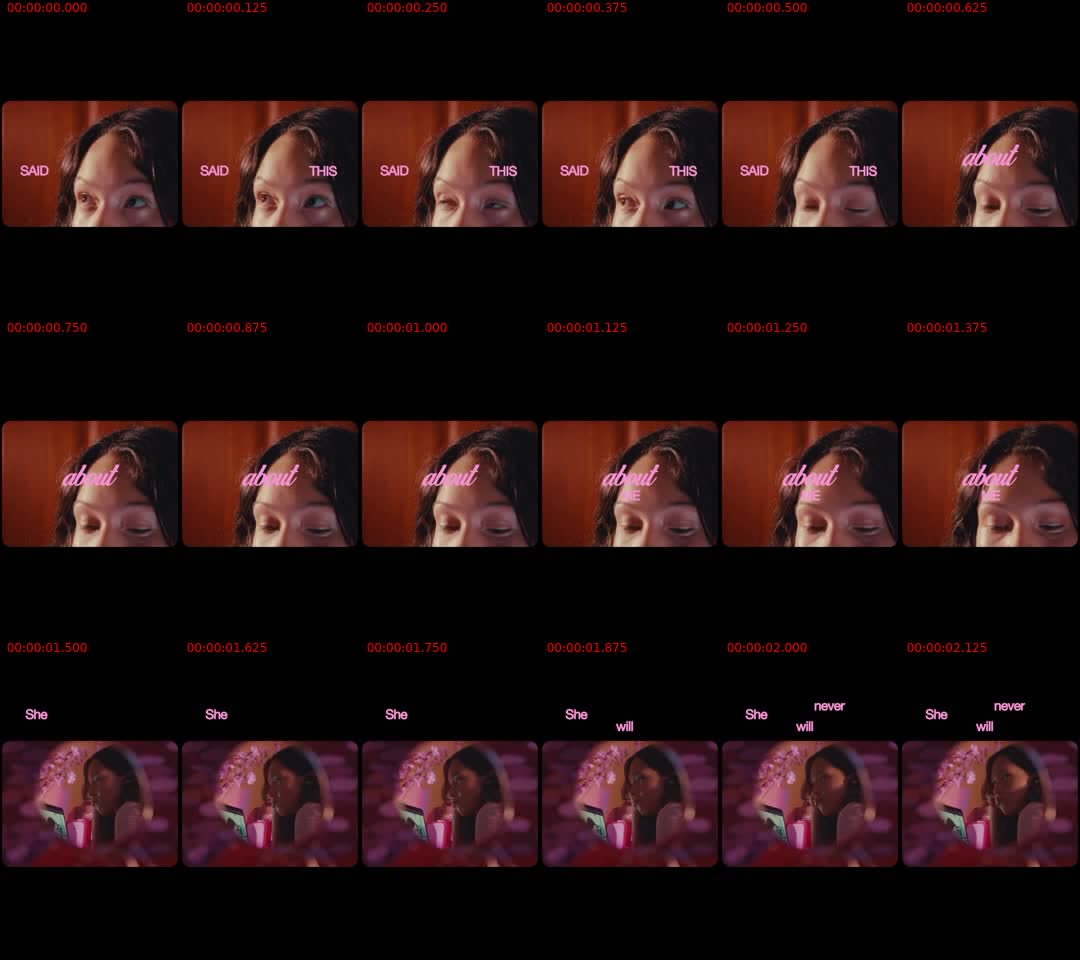 00:00:00.000 00:00:00.125 00:00:00.250 00:00:00.375 00:00:00.500 00:00:00.625
SAID SAID THIS SAID THIS SAID THIS SAID THIS about
00:00:00.750 00:00:00.875 00:00:01.000 00:00:01.125 00:00:01.250 00:00:01.375
about about about about about about
ME ME ME
00:00:01.500 00:00:01.625 00:00:01.750 00:00:01.875 00:00:02.000 00:00:02.125
She She She She will She will never She will never